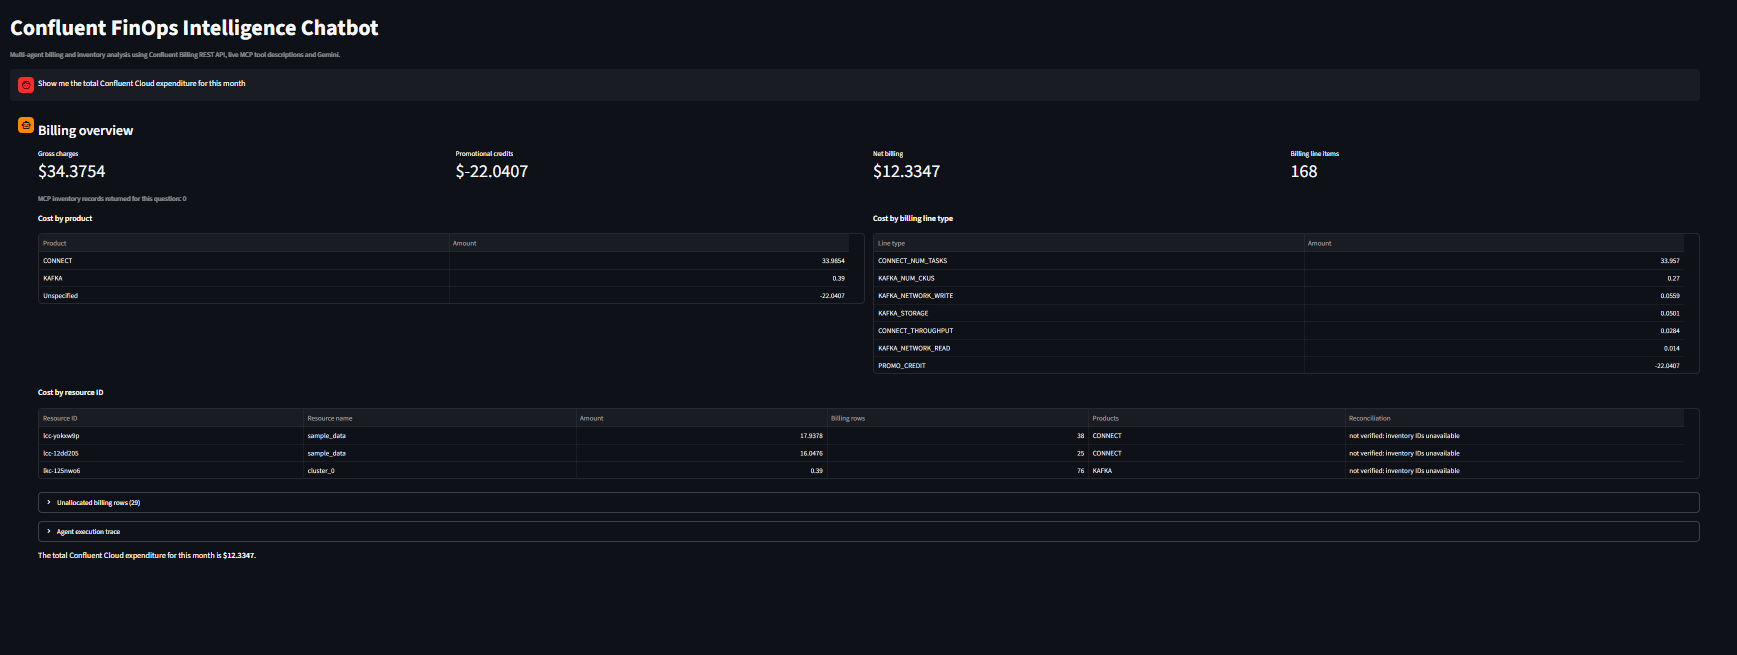 Confluent FinOps Intelligence Chatbot
Multi-agent billing and inventory analysis using Confluent Billing REST API, live MCP tool descriptions and Gemini.
Show me the total Confluent Cloud expenditure for this month
Billing overview
Gross charges Promotional credits Net billing Billing line items
$34.3754 $-22.0407 $12.3347 168
MCP inventory records returned for this question: 0
Cost by product
Product Amount
CONNECT 33.9854
KAFKA 0.39
Unspecified -22.0407
Cost by billing line type
Line type Amount
CONNECT_NUM_TASKS 33.957
KAFKA_NUM_CKUS 0.27
KAFKA_NETWORK_WRITE 0.0559
KAFKA_STORAGE 0.0501
CONNECT_THROUGHPUT 0.0284
KAFKA_NETWORK_READ 0.014
PROMO_CREDIT -22.0407
Cost by resource ID
Resource ID Resource name Amount Billing rows Products Reconciliation
lcc-yokxw9p sample_data 17.9378 38 CONNECT not verified: inventory IDs unavailable
lcc-12dd205 sample_data 16.0476 25 CONNECT not verified: inventory IDs unavailable
lkc-125nwo6 cluster_0 0.39 76 KAFKA not verified: inventory IDs unavailable
Unallocated billing rows (29)
Agent execution trace
The total Confluent Cloud expenditure for this month is $12.3347.